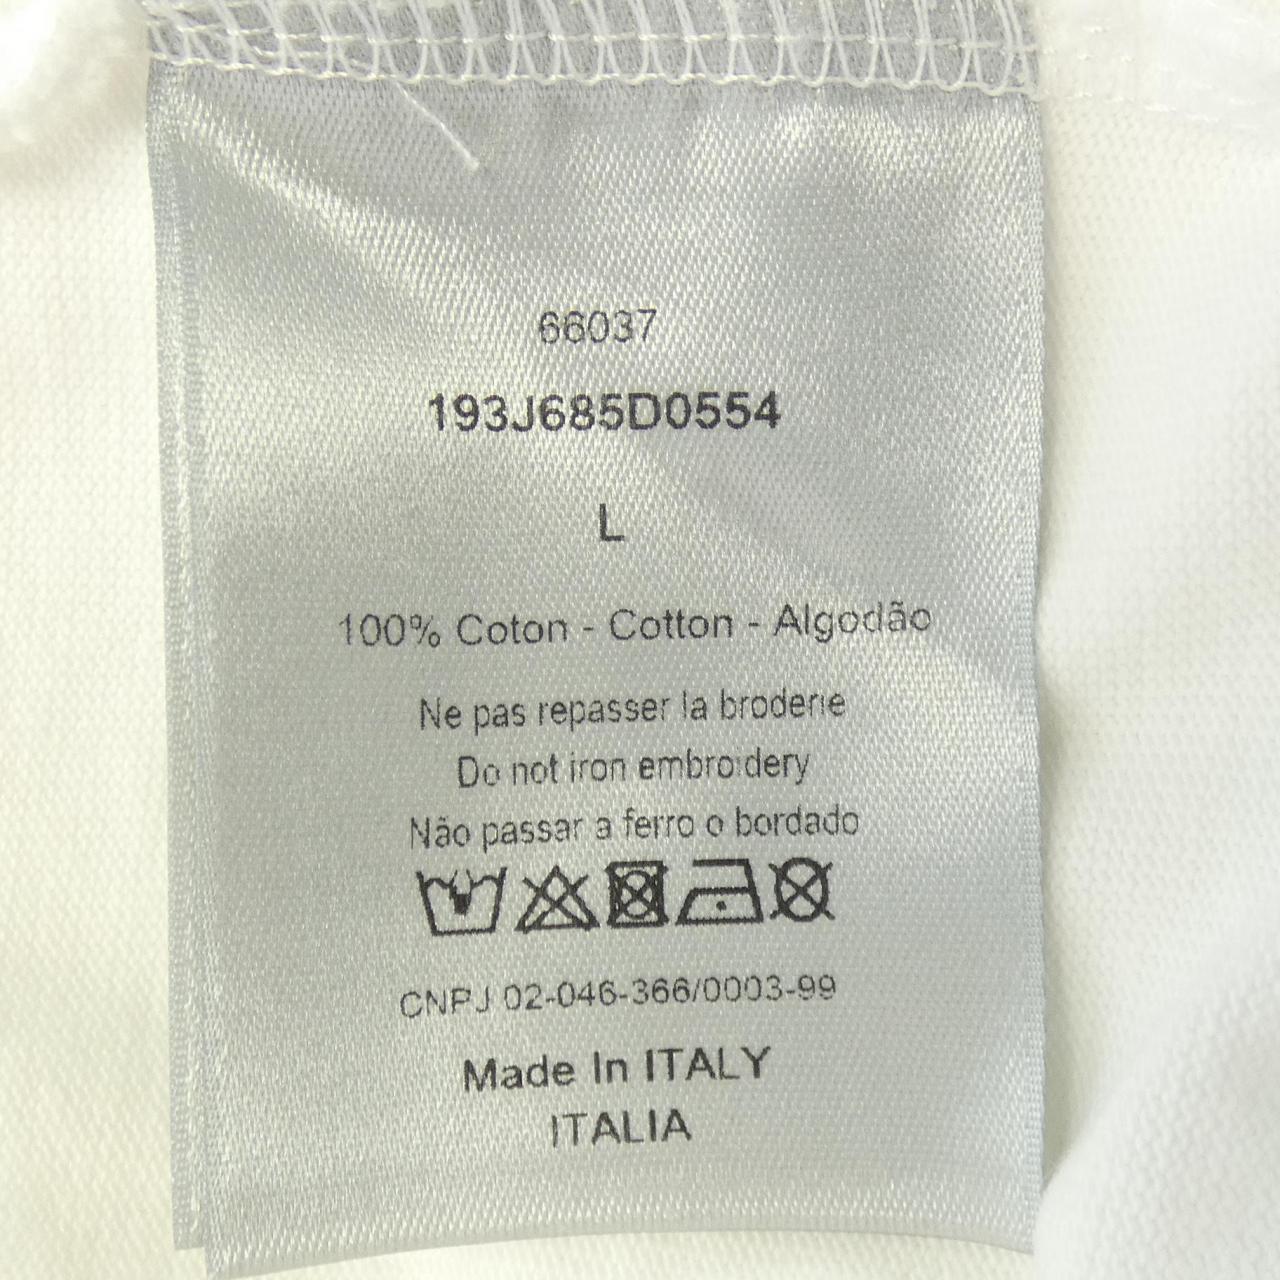 66037
193J685D0554
L
100% Coton - Cotton - Algodão
Ne pas repasser la broderie
Do not iron embroidery
Não passar a ferro o bordado
CNPJ 02-046-366/0003-99
Made In ITALY
ITALIA